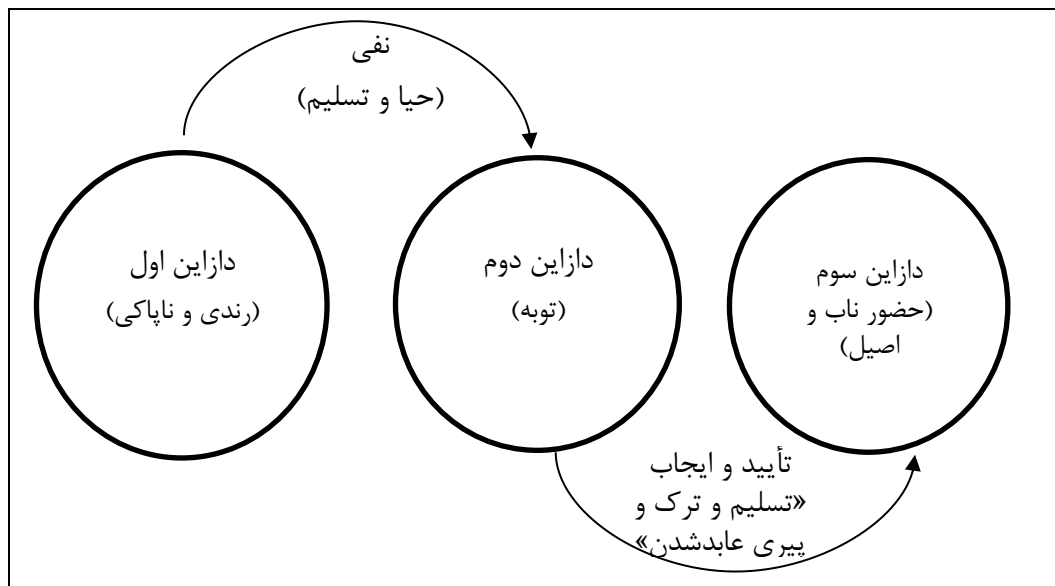 نفی
(حیا و تسلیم)
دازاین اول
(رندی و ناپاکی)
دازاین دوم
(توبه)
دازاین سوم
(حضور ناب و
اصیل)
تأیید و ایجاب
«تسلیم و ترک و
پیری عابدشدن»